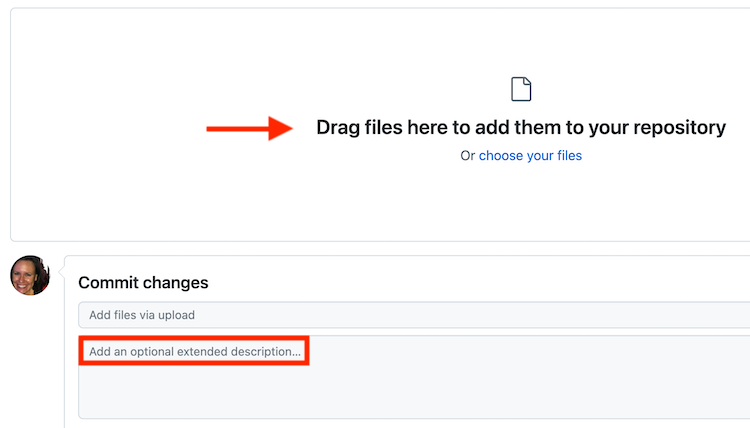 Drag files here to add them to your repository
Or choose your files
Commit changes
Add files via upload
Add an optional extended description...